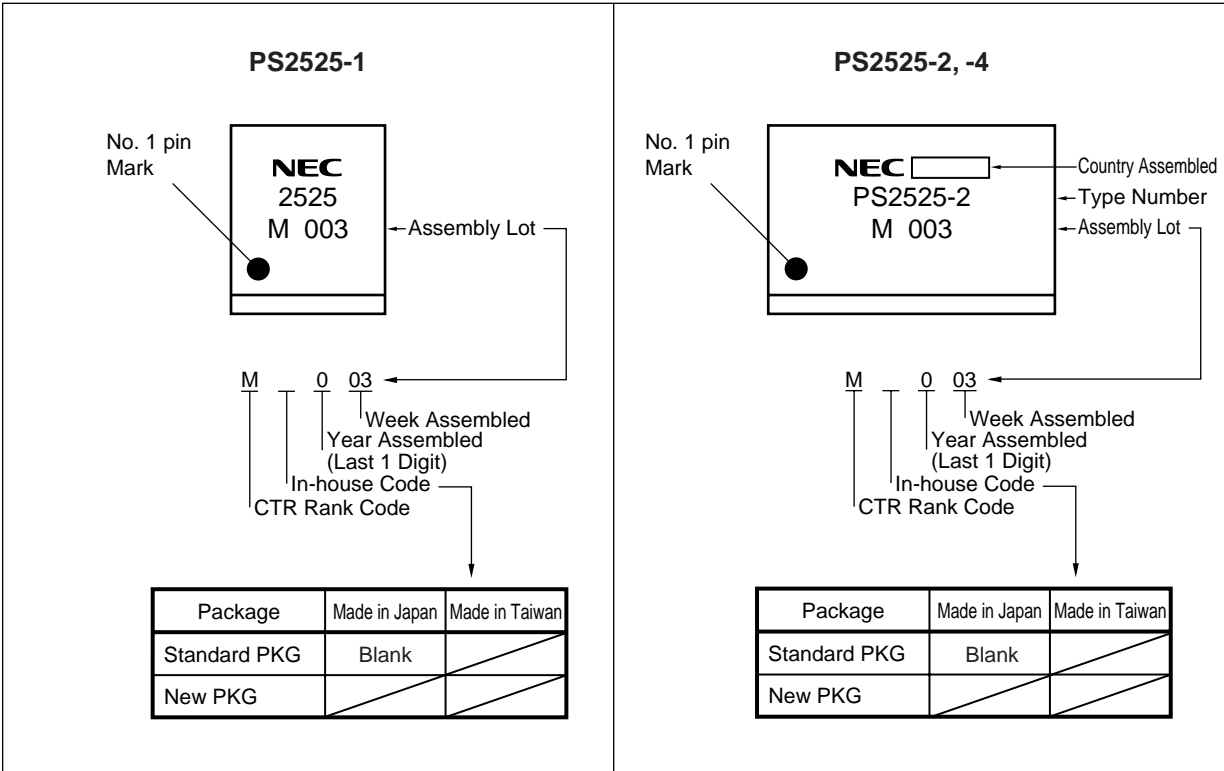 PS2525-1
No. 1 pin
Mark
NEC
2525
M 003
Assembly Lot
M 0 03
Week Assembled
Year Assembled
(Last 1 Digit)
In-house Code
CTR Rank Code
Package Made in Japan Made in Taiwan
Standard PKG Blank
New PKG
PS2525-2, -4
No. 1 pin
Mark
NEC
Country Assembled
PS2525-2
Type Number
M 003
Assembly Lot
M 0 03
Week Assembled
Year Assembled
(Last 1 Digit)
In-house Code
CTR Rank Code
Package Made in Japan Made in Taiwan
Standard PKG Blank
New PKG